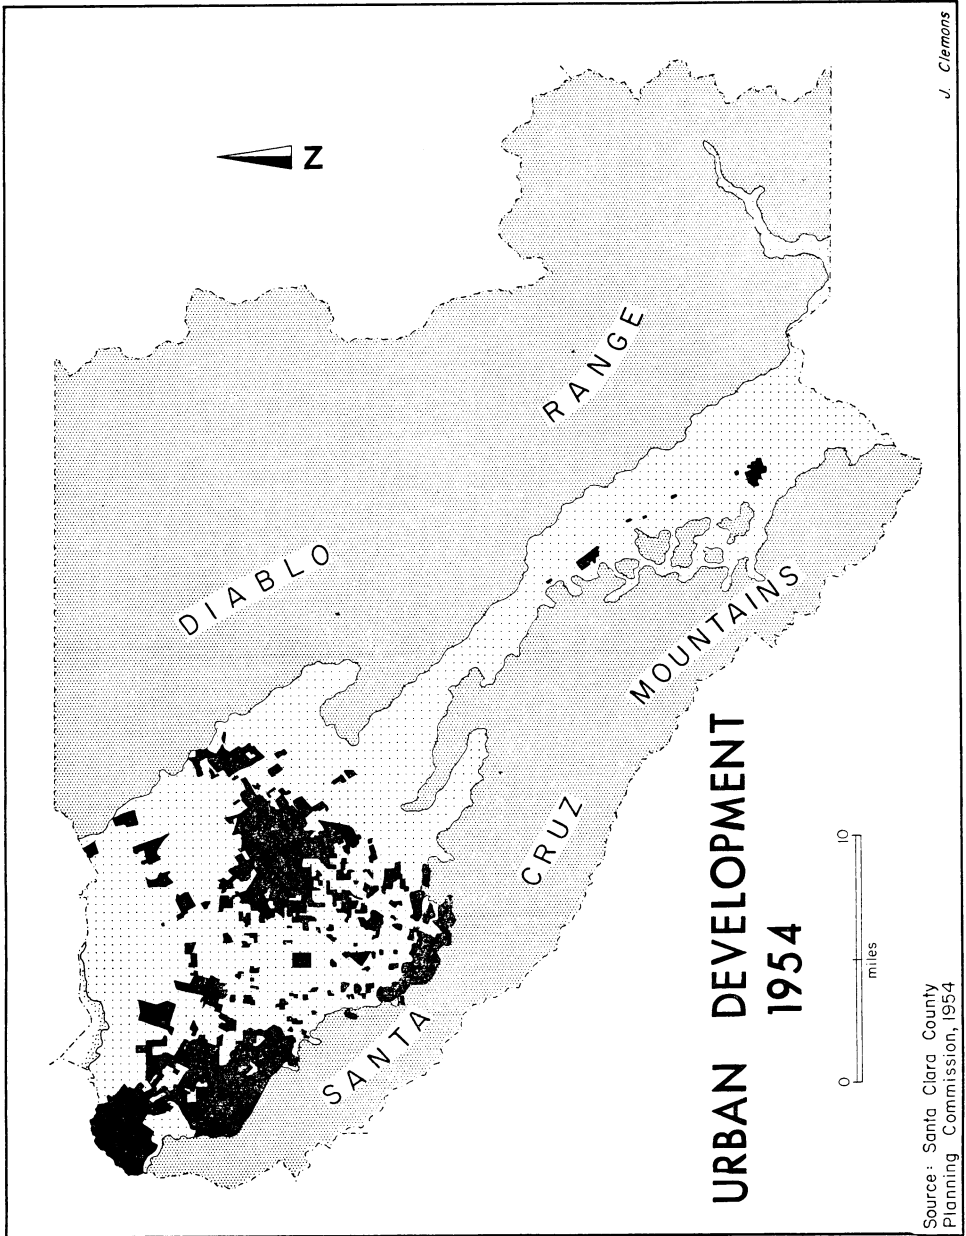 N
DIABLO
RANGE
SANTA
CRUZ
MOUNTAINS
URBAN DEVELOPMENT
1954
0
10
miles
Source: Santa Clara County
Planning Commission, 1954
J. Clemons